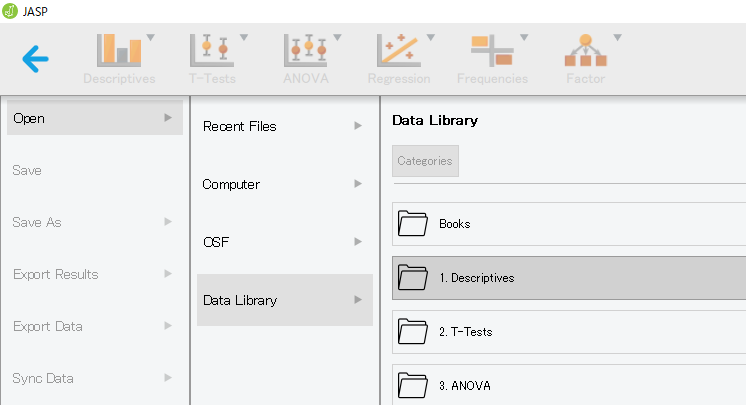 JASP
Descriptives
T-Tests
ANOVA
Regression
Frequencies
Factor
Open
Save
Save As
Export Results
Export Data
Sync Data
Recent Files
Computer
OSF
Data Library
Data Library
Categories
Books
1. Descriptives
2. T-Tests
3. ANOVA